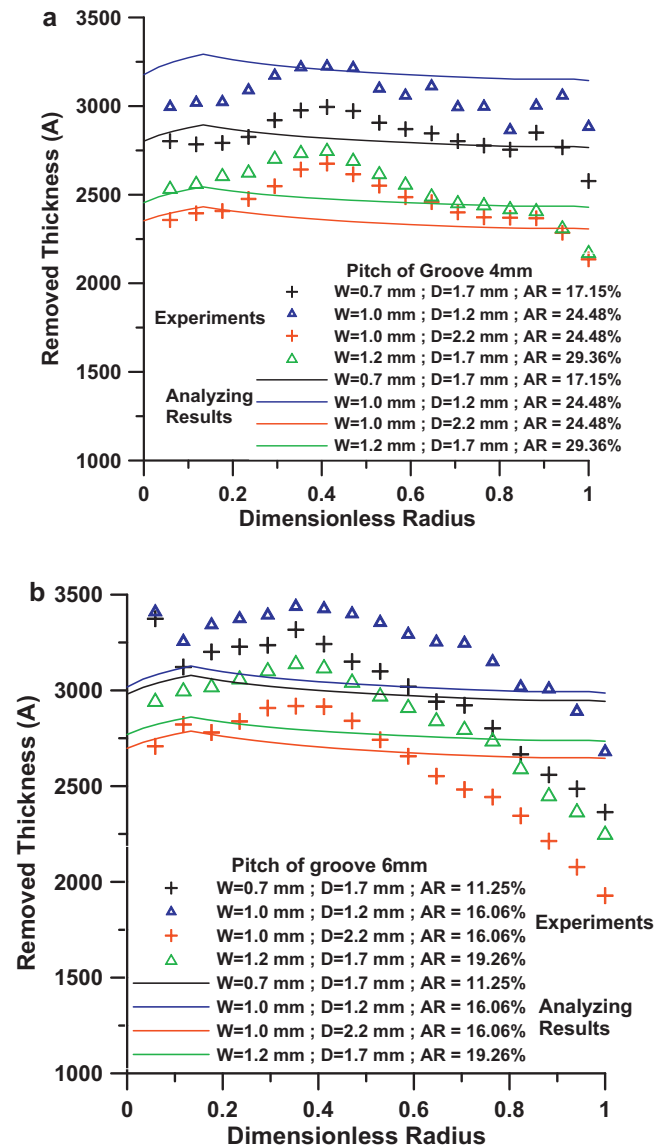 a
3500
3000
2500
2000
1500
1000
Removed Thickness (A)
Pitch of Groove 4mm
Experiments
W=0.7 mm ; D=1.7 mm ; AR = 17.15%
W=1.0 mm ; D=1.2 mm ; AR = 24.48%
W=1.0 mm ; D=2.2 mm ; AR = 24.48%
W=1.2 mm ; D=1.7 mm ; AR = 29.36%
Analyzing
Results
W=0.7 mm ; D=1.7 mm ; AR = 17.15%
W=1.0 mm ; D=1.2 mm ; AR = 24.48%
W=1.0 mm ; D=2.2 mm ; AR = 24.48%
W=1.2 mm ; D=1.7 mm ; AR = 29.36%
0 0.2 0.4 0.6 0.8 1
Dimensionless Radius
b
3500
3000
2500
2000
1500
1000
Removed Thickness (A)
Pitch of groove 6mm
W=0.7 mm ; D=1.7 mm ; AR = 11.25%
W=1.0 mm ; D=1.2 mm ; AR = 16.06%
W=1.0 mm ; D=2.2 mm ; AR = 16.06%
W=1.2 mm ; D=1.7 mm ; AR = 19.26%
Experiments
W=0.7 mm ; D=1.7 mm ; AR = 11.25%
W=1.0 mm ; D=1.2 mm ; AR = 16.06%
W=1.0 mm ; D=2.2 mm ; AR = 16.06%
W=1.2 mm ; D=1.7 mm ; AR = 19.26%
Analyzing
Results
0 0.2 0.4 0.6 0.8 1
Dimensionless Radius